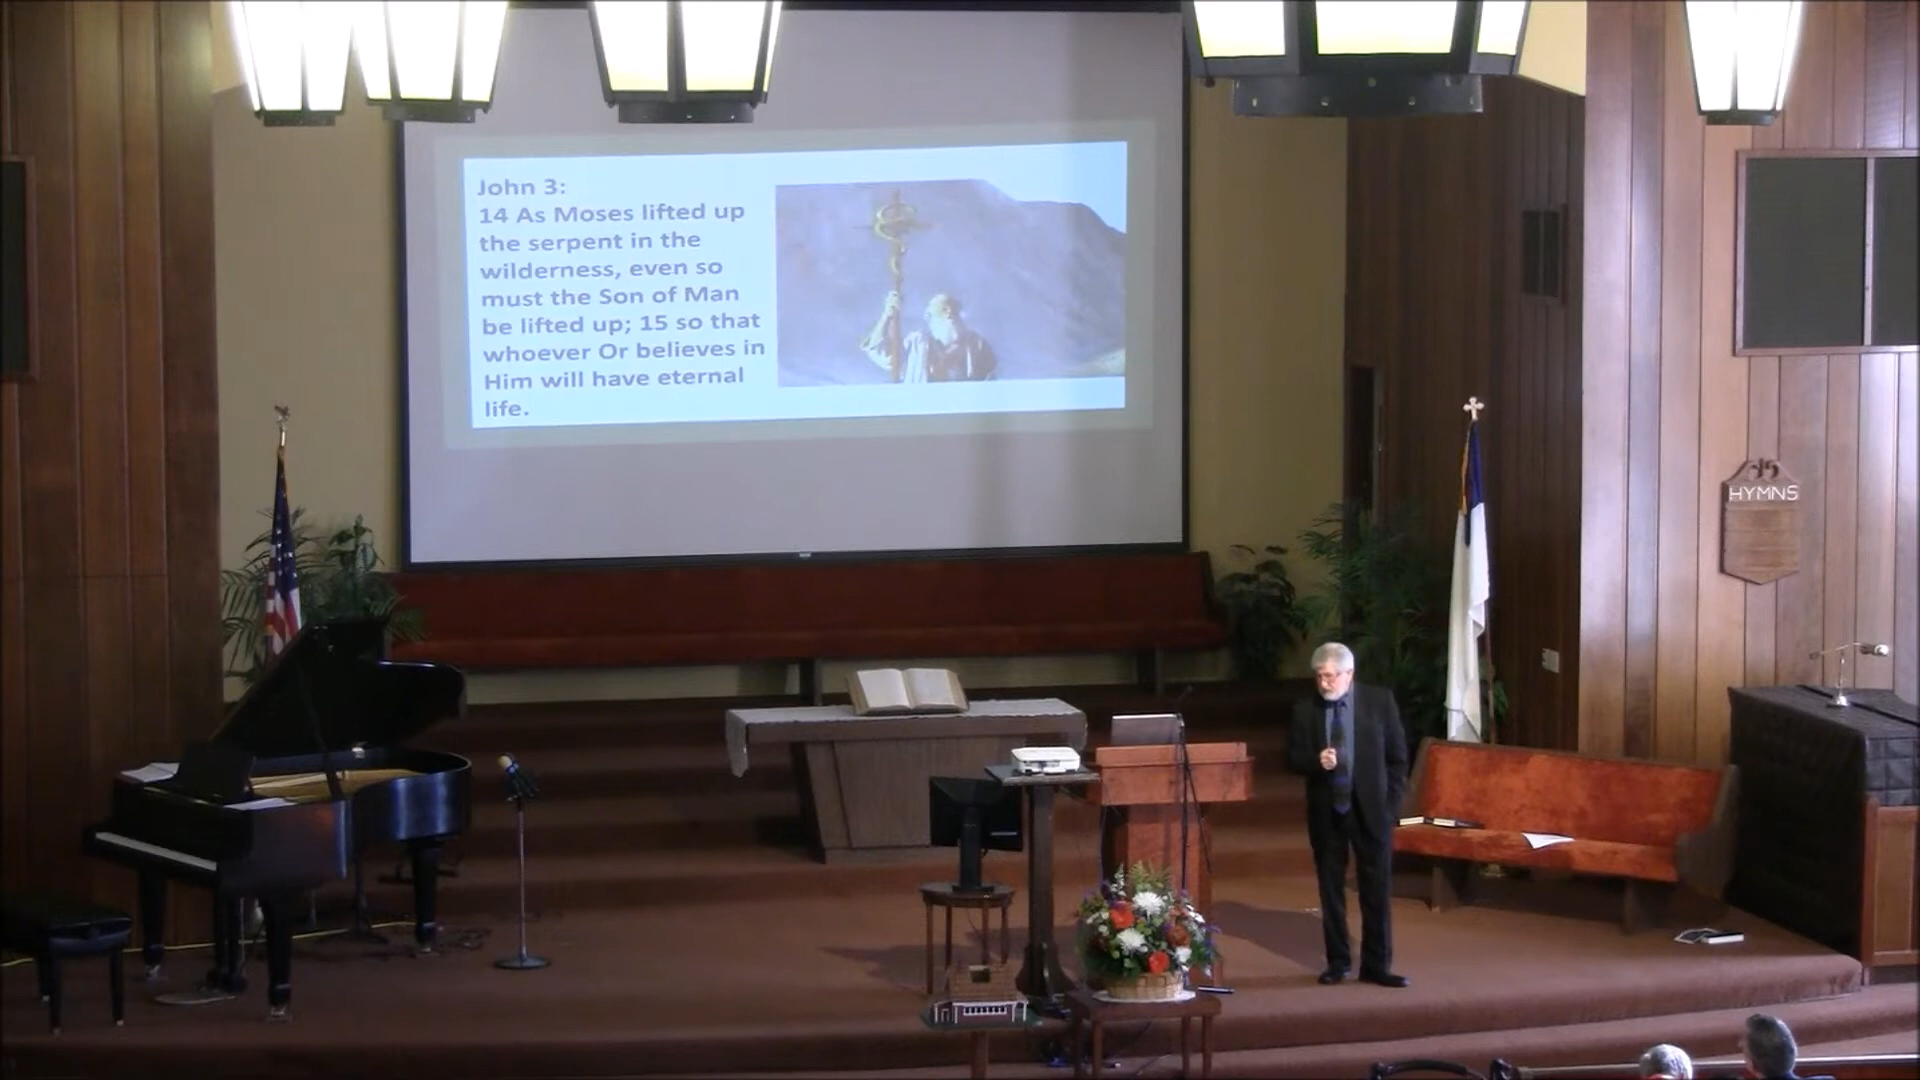 John 3:
14 As Moses lifted up
the serpent in the
wilderness, even so
must the Son of Man
be lifted up; 15 so that
whoever Or believes in
Him will have eternal
life.
HYMNS